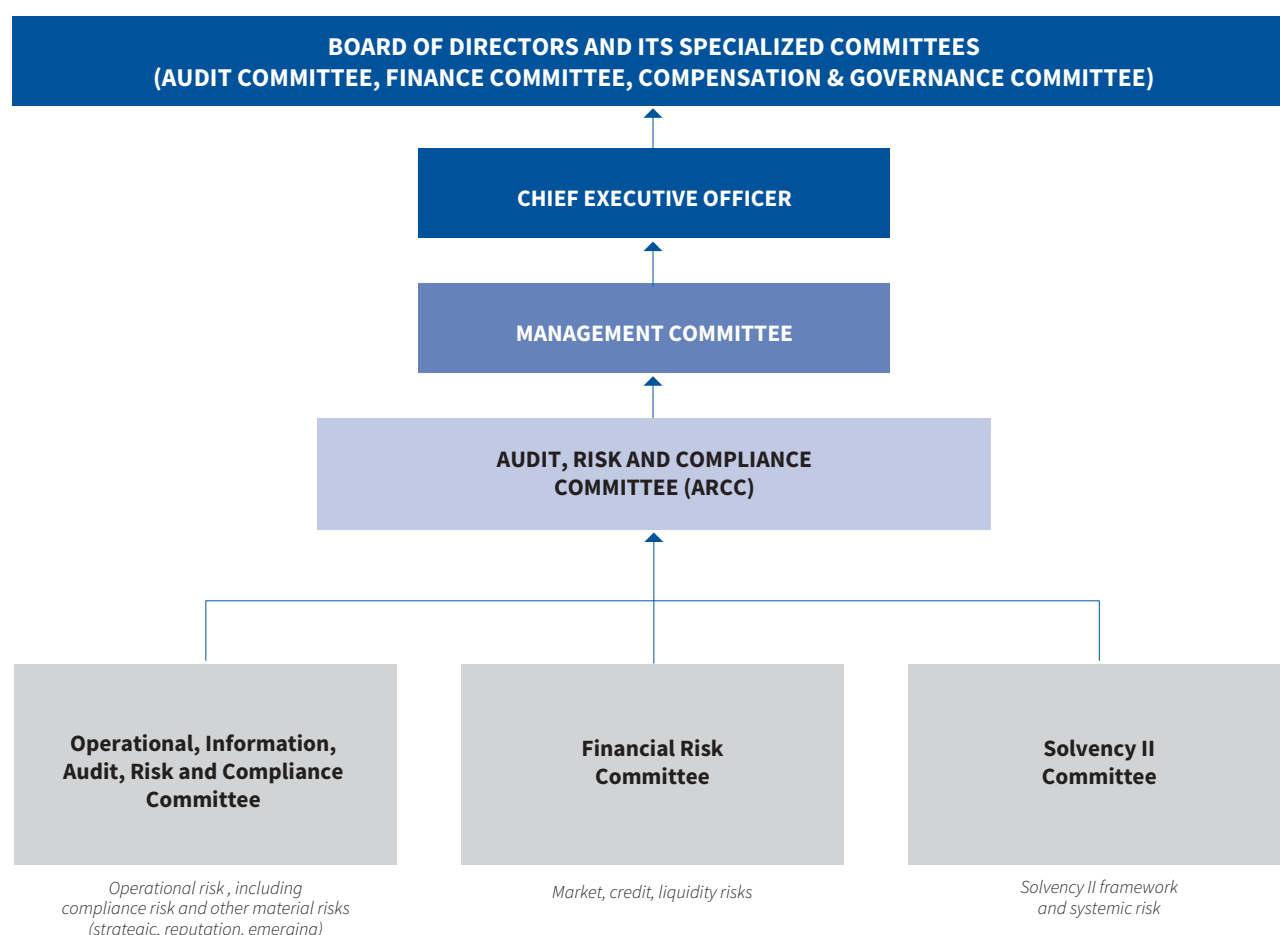 BOARD OF DIRECTORS AND ITS SPECIALIZED COMMITTEES
(AUDIT COMMITTEE, FINANCE COMMITTEE, COMPENSATION & GOVERNANCE COMMITTEE)
CHIEF EXECUTIVE OFFICER
MANAGEMENT COMMITTEE
AUDIT, RISK AND COMPLIANCE
COMMITTEE (ARCC)
Operational, Information,
Audit, Risk and Compliance
Committee
Financial Risk
Committee
Solvency II
Committee
Operational risk , including
compliance risk and other material risks
(strategic, reputation, emerging)
Market, credit, liquidity risks
Solvency II framework
and systemic risk